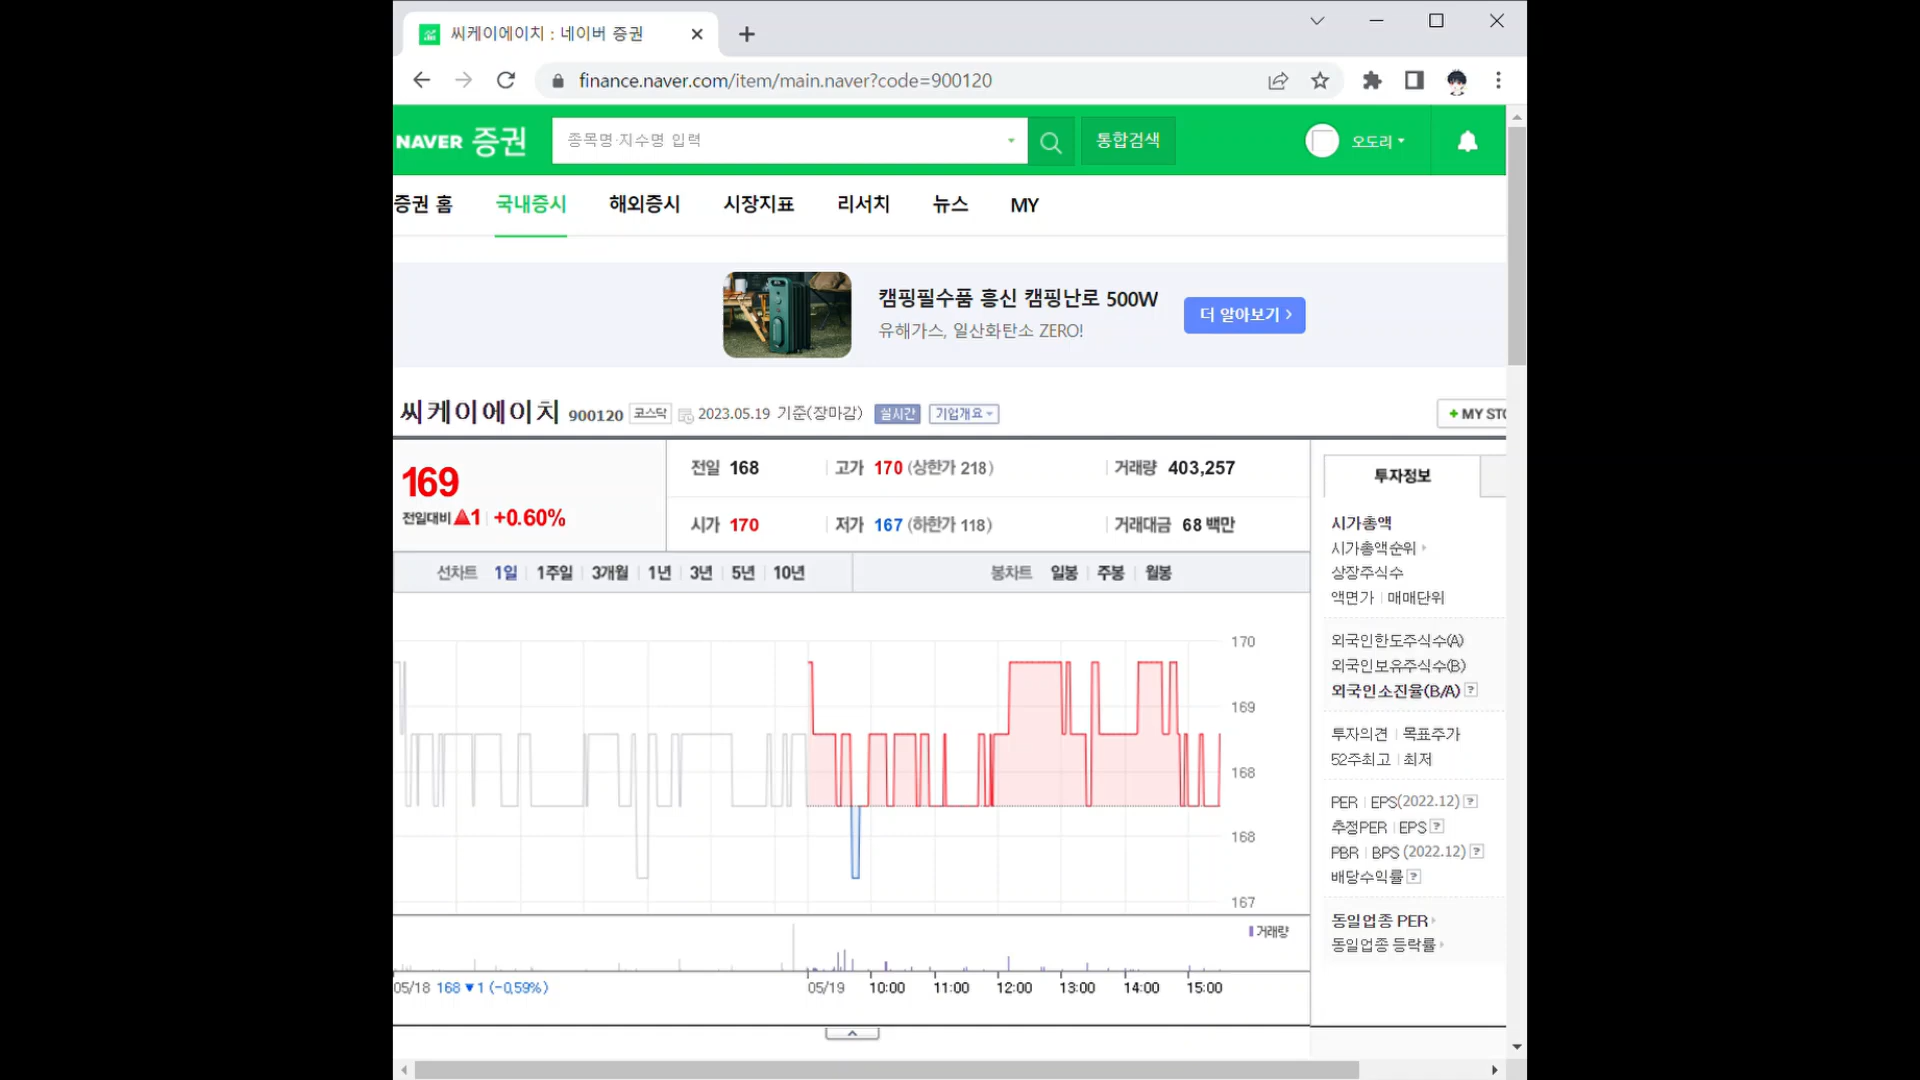 씨케이에이치 : 네이버 증권
finance.naver.com/item/main.naver?code=900120
NAVER 증권 종목명·지수명 입력 통합검색 오도리
증권 홈 국내증시 해외증시 시장지표 리서치 뉴스 MY
캠핑필수품 흥신 캠핑난로 500W
유해가스, 일산화탄소 ZERO!
더 알아보기 >
씨케이에이치 900120 코스닥 2023.05.19 기준(장마감) 실시간 기업개요 + MY STO
169
전일대비 ▲1 +0.60%
전일 168 고가 170 (상한가 218) 거래량 403,257
시가 170 저가 167 (하한가 118) 거래대금 68 백만
선차트 1일 1주일 3개월 1년 3년 5년 10년 봉차트 일봉 주봉 월봉
170
169
168
168
167
거래량
05/18 168 ▼1 (-0.59%) 05/19 10:00 11:00 12:00 13:00 14:00 15:00
투자정보
시가총액
시가총액순위
상장주식수
액면가 | 매매단위
외국인한도주식수(A)
외국인보유주식수(B)
외국인소진율(B/A) ?
투자의견 | 목표주가
52주최고 | 최저
PER | EPS(2022.12) ?
추정PER | EPS ?
PBR | BPS (2022.12) ?
배당수익률 ?
동일업종 PER
동일업종 등락률